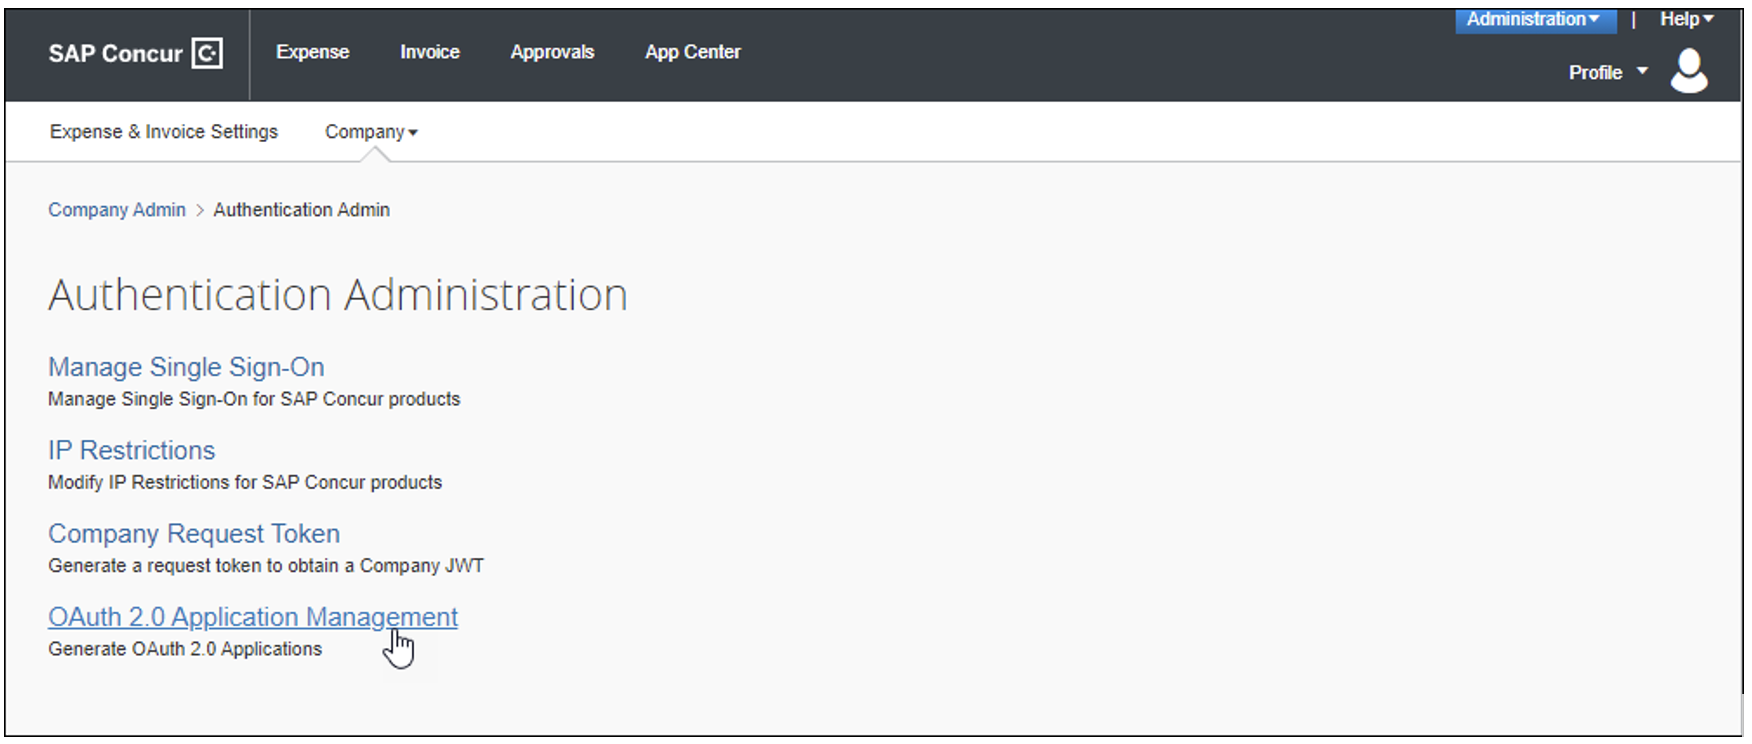 Administration | Help
SAP Concur C Expense Invoice Approvals App Center
Profile
Expense & Invoice Settings Company
Company Admin > Authentication Admin
Authentication Administration
Manage Single Sign-On
Manage Single Sign-On for SAP Concur products
IP Restrictions
Modify IP Restrictions for SAP Concur products
Company Request Token
Generate a request token to obtain a Company JWT
OAuth 2.0 Application Management
Generate OAuth 2.0 Applications